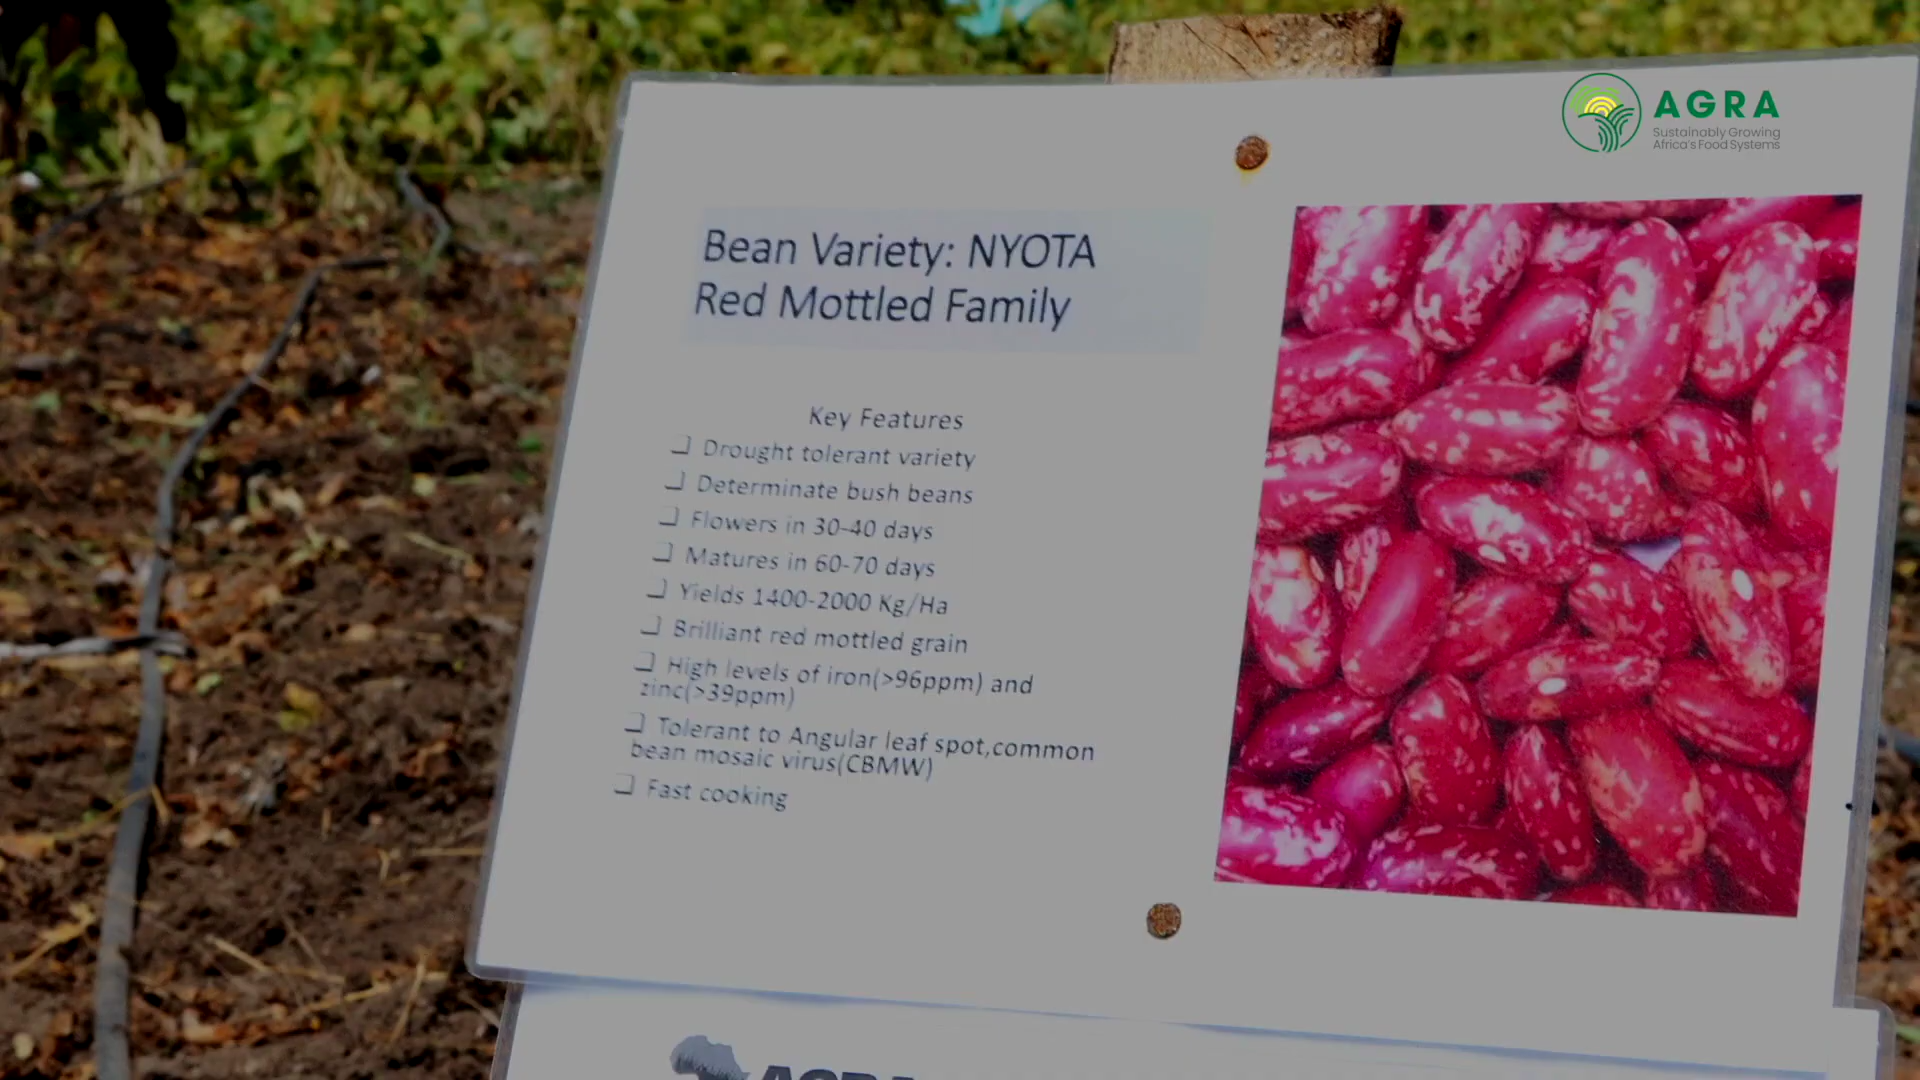 AGRA
Sustainably Growing
Africa's Food Systems
Bean Variety: NYOTA
Red Mottled Family
Key Features
❑ Drought tolerant variety
❑ Determinate bush beans
❑ Flowers in 30-40 days
❑ Matures in 60-70 days
❑ Yields 1400-2000 Kg/Ha
❑ Brilliant red mottled grain
❑ High levels of iron(>96ppm) and
zinc(>39ppm)
❑ Tolerant to Angular leaf spot,common
bean mosaic virus(CBMW)
❑ Fast cooking